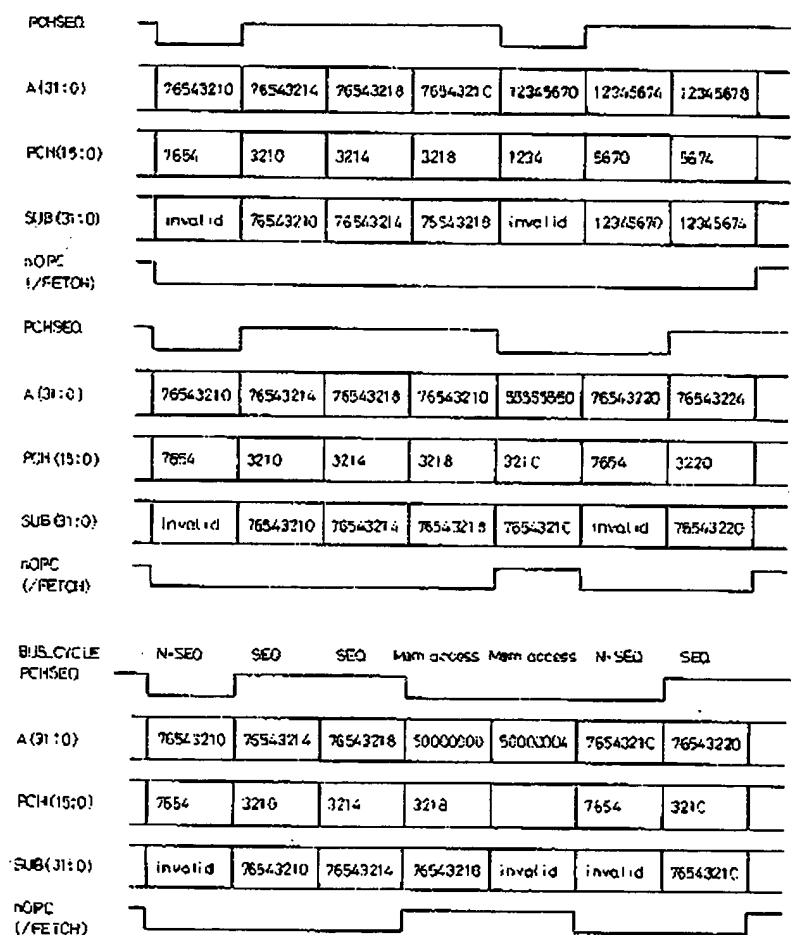 PCHSEQ
A(31:0) 76543210 76543214 76543218 7654321C 12345670 12345674 12345678
PCH(15:0) 7654 3210 3214 3218 1234 5670 5674
SUB(31:0) invalid 76543210 76543214 76543218 invalid 12345670 12345674
nOPC
(/FETCH)
PCHSEQ
A(31:0) 76543210 76543214 76543218 76543210 76543220 76543224
PCH(15:0) 7654 3210 3214 3218 321C 7654 3220
SUB(31:0) Invalid 76543210 76543214 76543218 7654321C invalid 76543220
nOPC
(/FETCH)
BUS_CYCLE N-SEQ SEQ SEQ Mem access Mem access N-SEQ SEQ
PCHSEQ
A(31:0) 76543210 76543214 76543218 50000000 50000004 7654321C 76543220
PCH(15:0) 7654 3210 3214 3218 7654 321C
SUB(31:0) invalid 76543210 76543214 76543218 invalid invalid 7654321C
nOPC
(/FETCH)